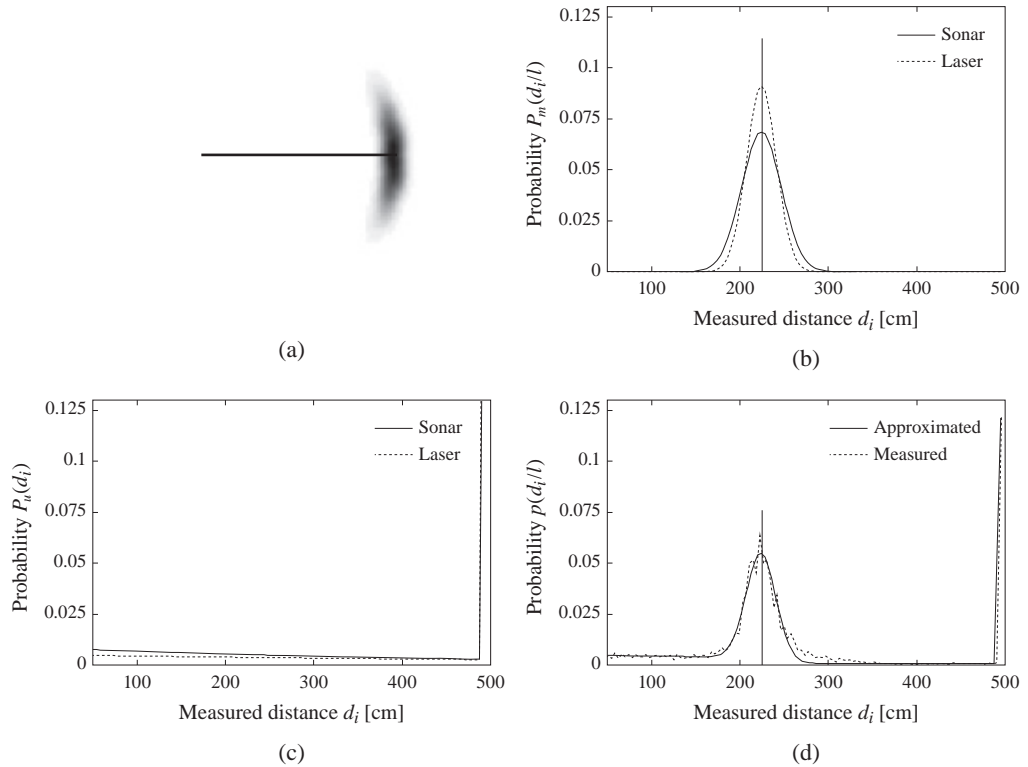 (a)
0.125
0.1
0.075
0.05
0.025
0
Probability P_m(d_i/l)
Sonar
Laser
100 200 300 400 500
Measured distance d_i [cm]
(b)
0.125
0.1
0.075
0.05
0.025
0
Probability P_u(d_i)
Sonar
Laser
100 200 300 400 500
Measured distance d_i [cm]
(c)
0.125
0.1
0.075
0.05
0.025
0
Probability p(d_i/l)
Approximated
Measured
100 200 300 400 500
Measured distance d_i [cm]
(d)